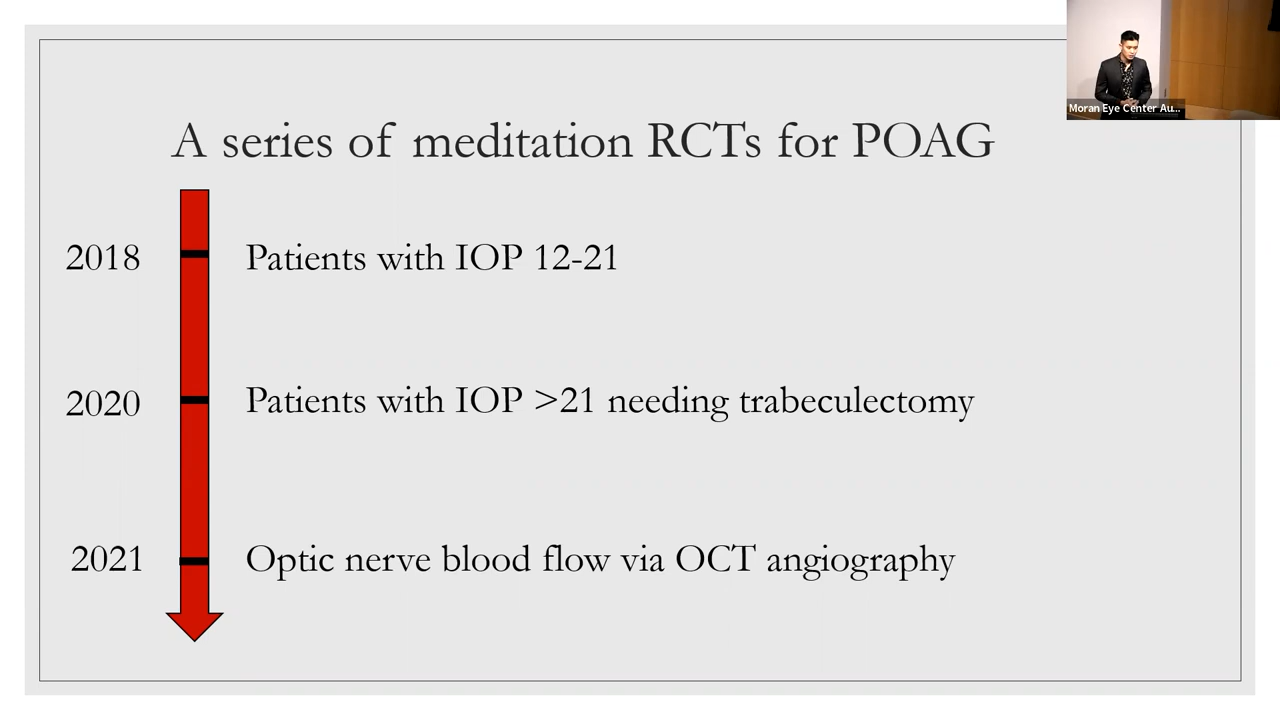 Moran Eye Center Au...
A series of meditation RCTs for POAG
2018
Patients with IOP 12-21
2020
Patients with IOP >21 needing trabeculectomy
2021
Optic nerve blood flow via OCT angiography